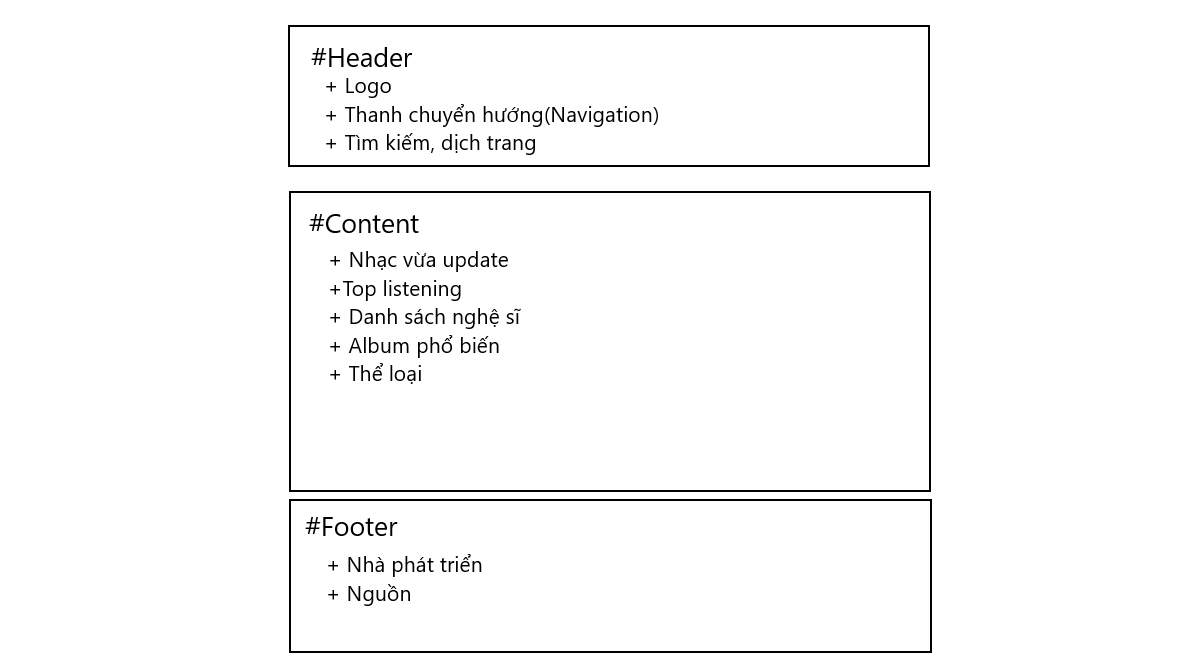 #Header
+ Logo
+ Thanh chuyển hướng(Navigation)
+ Tìm kiếm, dịch trang
#Content
+ Nhạc vừa update
+Top listening
+ Danh sách nghệ sĩ
+ Album phổ biến
+ Thể loại
#Footer
+ Nhà phát triển
+ Nguồn